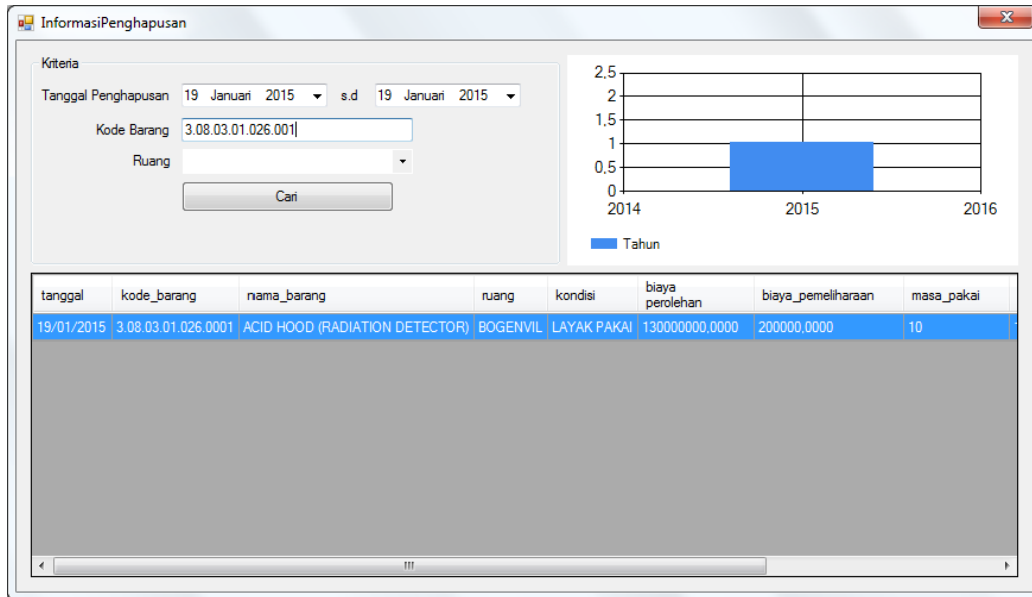 InformasiPenghapusan
Kriteria
Tanggal Penghapusan 19 Januari 2015 s.d 19 Januari 2015
Kode Barang 3.08.03.01.026.001
Ruang
Cari
2,5
2
1,5
1
0,5
0
2014 2015 2016
Tahun
tanggal kode_barang nama_barang ruang kondisi biaya perolehan biaya_pemeliharaan masa_pakai
19/01/2015 3.08.03.01.026.0001 ACID HOOD (RADIATION DETECTOR) BOGENVIL LAYAK PAKAI 130000000,0000 200000,0000 10